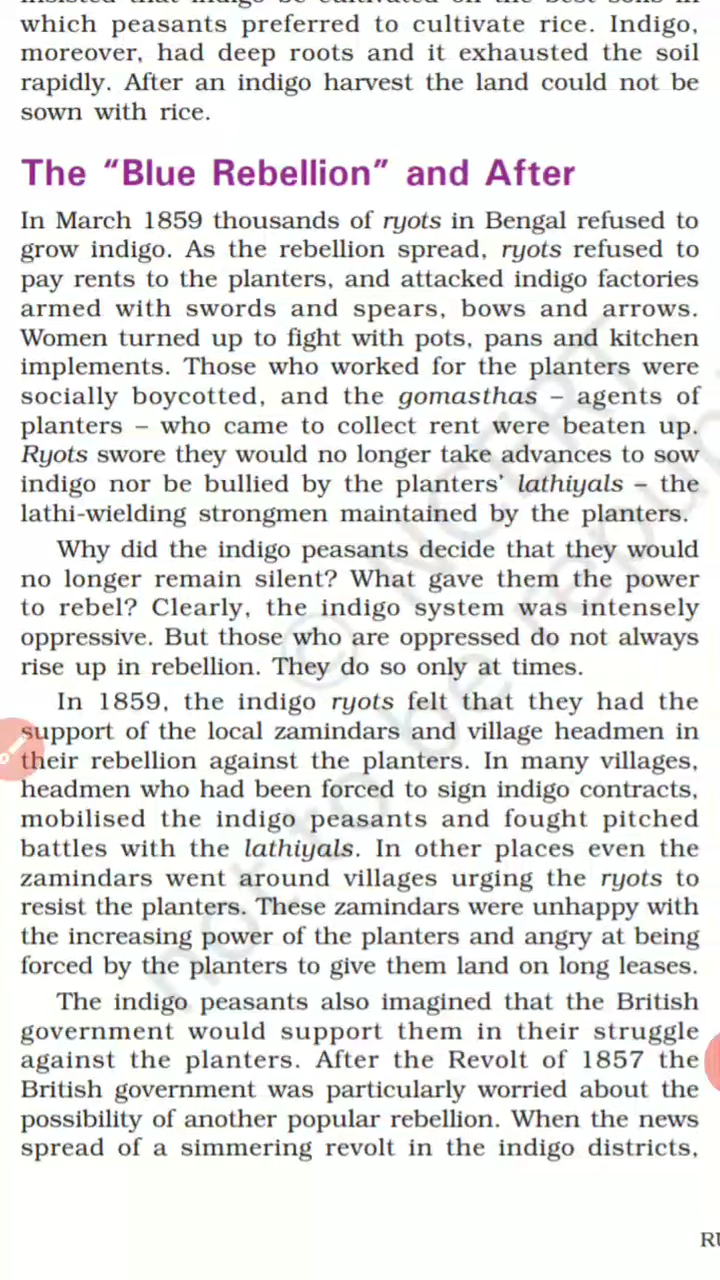 which peasants preferred to cultivate rice. Indigo,
moreover, had deep roots and it exhausted the soil
rapidly. After an indigo harvest the land could not be
sown with rice.
The “Blue Rebellion” and After
In March 1859 thousands of ryots in Bengal refused to
grow indigo. As the rebellion spread, ryots refused to
pay rents to the planters, and attacked indigo factories
armed with swords and spears, bows and arrows.
Women turned up to fight with pots, pans and kitchen
implements. Those who worked for the planters were
socially boycotted, and the gomasthas – agents of
planters – who came to collect rent were beaten up.
Ryots swore they would no longer take advances to sow
indigo nor be bullied by the planters’ lathiyals – the
lathi-wielding strongmen maintained by the planters.
Why did the indigo peasants decide that they would
no longer remain silent? What gave them the power
to rebel? Clearly, the indigo system was intensely
oppressive. But those who are oppressed do not always
rise up in rebellion. They do so only at times.
In 1859, the indigo ryots felt that they had the
support of the local zamindars and village headmen in
their rebellion against the planters. In many villages,
headmen who had been forced to sign indigo contracts,
mobilised the indigo peasants and fought pitched
battles with the lathiyals. In other places even the
zamindars went around villages urging the ryots to
resist the planters. These zamindars were unhappy with
the increasing power of the planters and angry at being
forced by the planters to give them land on long leases.
The indigo peasants also imagined that the British
government would support them in their struggle
against the planters. After the Revolt of 1857 the
British government was particularly worried about the
possibility of another popular rebellion. When the news
spread of a simmering revolt in the indigo districts,
© NCERT
not to be republi
RU